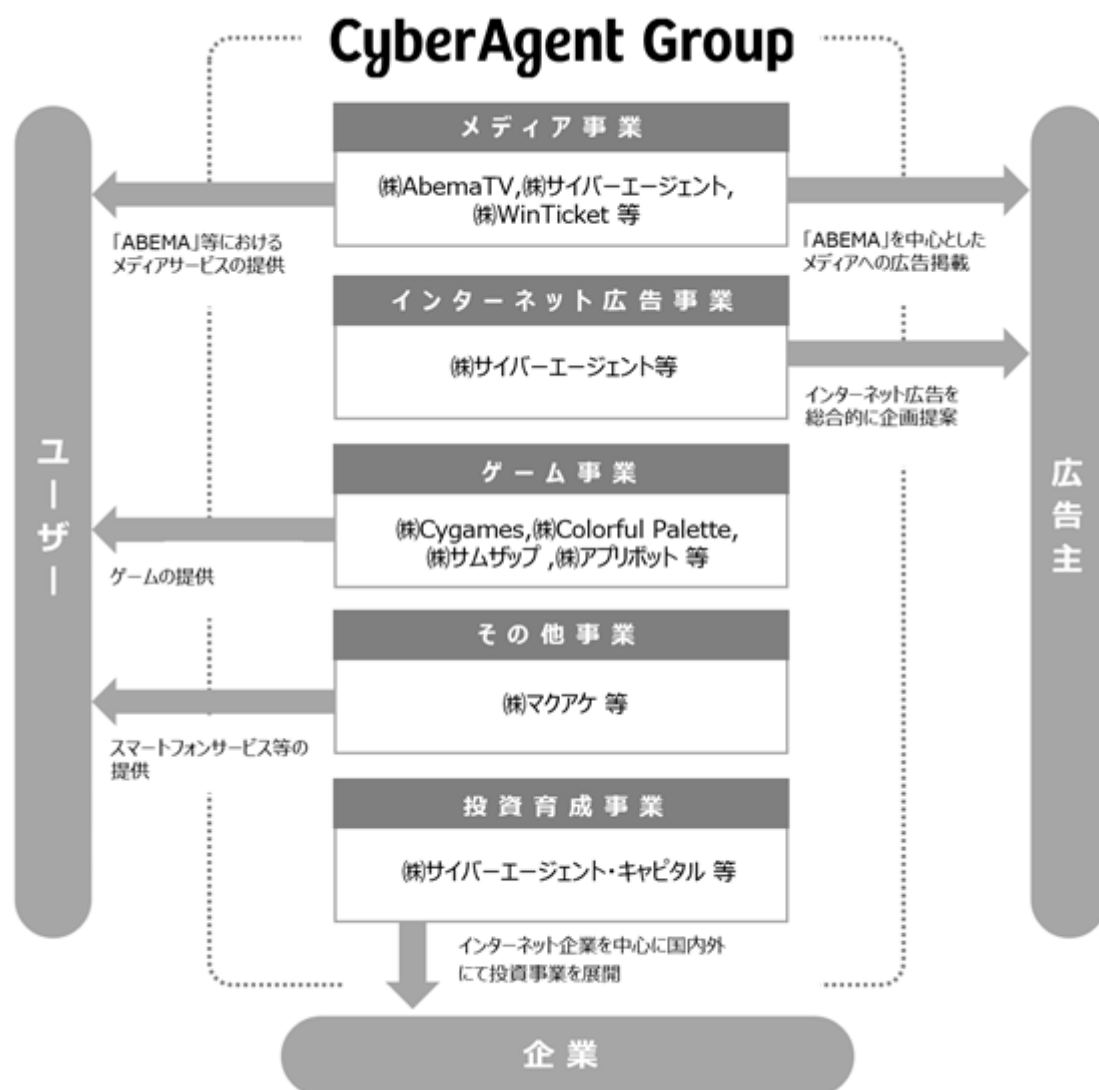 CyberAgent Group
メディア事業
㈱AbemaTV,㈱サイバーエージェント,
㈱WinTicket 等
「ABEMA」等における
メディアサービスの提供
「ABEMA」を中心とした
メディアへの広告掲載
インターネット広告事業
㈱サイバーエージェント等
インターネット広告を
総合的に企画提案
ユーザー
広告主
ゲーム事業
㈱Cygames,㈱Colorful Palette,
㈱サムザップ ,㈱アプリボット 等
ゲームの提供
その他事業
㈱マクアケ 等
スマートフォンサービス等の
提供
投資育成事業
㈱サイバーエージェント・キャピタル 等
インターネット企業を中心に国内外
にて投資事業を展開
企業